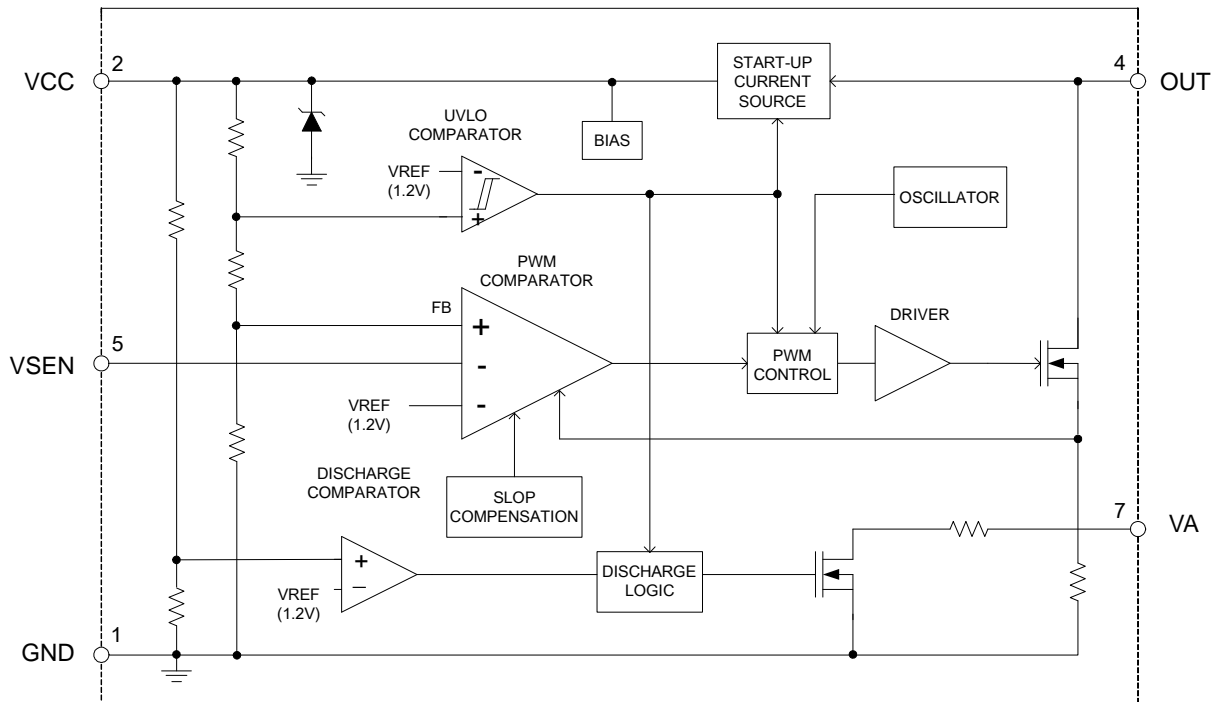 2
VCC
START-UP
CURRENT
SOURCE
4
OUT
UVLO
COMPARATOR
BIAS
VREF
(1.2V)
-
+
OSCILLATOR
PWM
COMPARATOR
FB
+
DRIVER
5
VSEN
-
PWM
CONTROL
VREF
(1.2V)
-
DISCHARGE
COMPARATOR
SLOP
COMPENSATION
7
VA
+
DISCHARGE
LOGIC
VREF
(1.2V)
–
1
GND